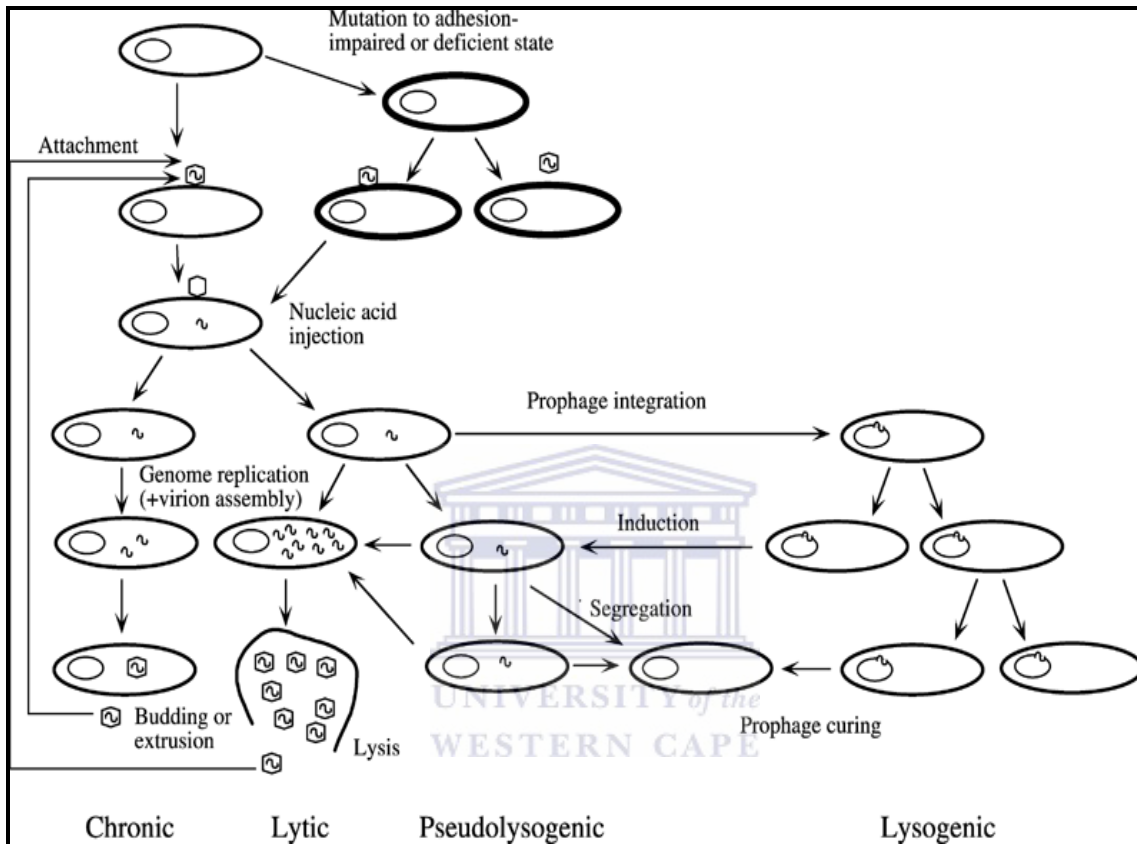 Mutation to adhesion-
impaired or deficient state
Attachment
Nucleic acid
injection
Prophage integration
Genome replication
(+virion assembly)
Induction
Segregation
UNIVERSITY of the
WESTERN CAPE
Budding or
extrusion
Lysis
Prophage curing
Chronic
Lytic
Pseudolysogenic
Lysogenic